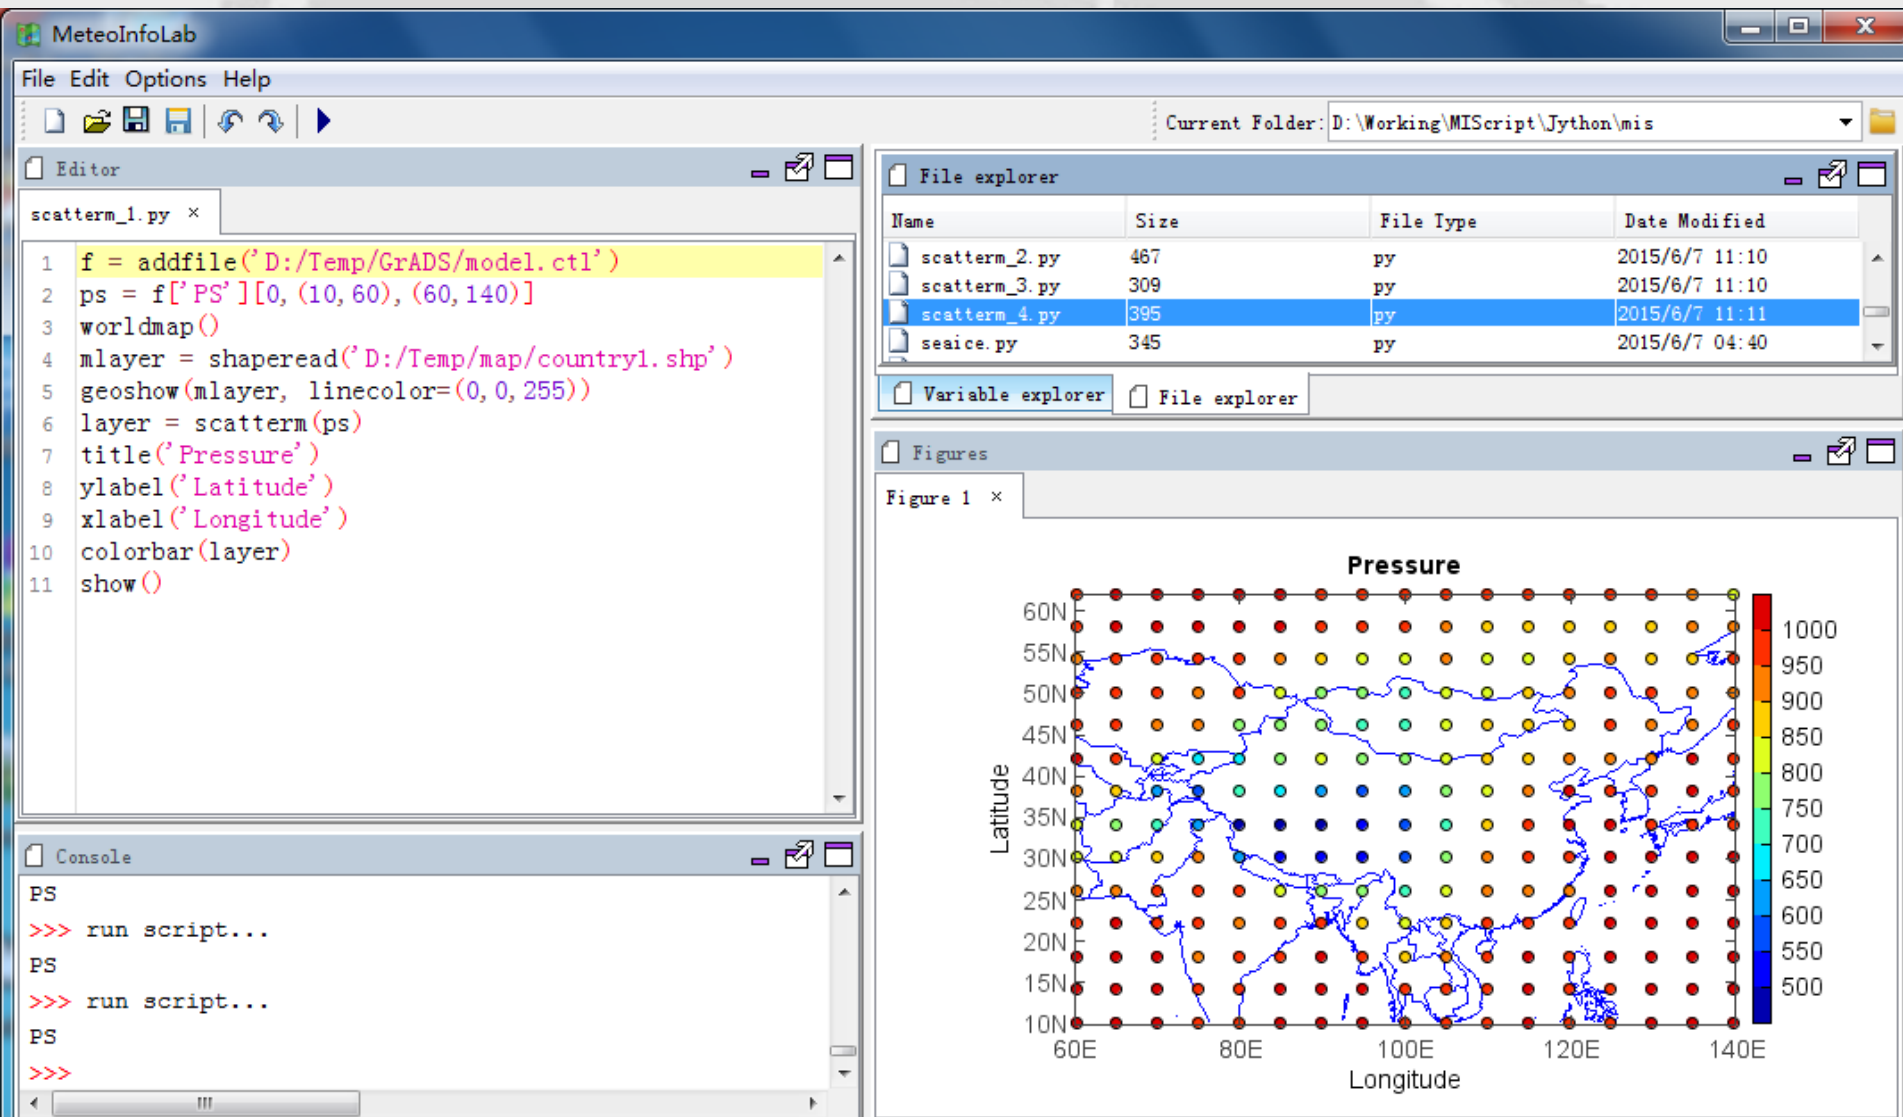 MeteoInfoLab
File Edit Options Help
Current Folder: D:\Working\MIScript\Jython\mis
Editor
scatterm_1.py ×
1 f = addfile('D:/Temp/GrADS/model.ctl')
2 ps = f['PS'][0,(10,60),(60,140)]
3 worldmap()
4 mlayer = shaperead('D:/Temp/map/country1.shp')
5 geoshow(mlayer, linecolor=(0,0,255))
6 layer = scatterm(ps)
7 title('Pressure')
8 ylabel('Latitude')
9 xlabel('Longitude')
10 colorbar(layer)
11 show()
Console
PS
>>> run script...
PS
>>> run script...
PS
>>>
File explorer
Name Size File Type Date Modified
scatterm_2.py 467 py 2015/6/7 11:10
scatterm_3.py 309 py 2015/6/7 11:10
scatterm_4.py 395 py 2015/6/7 11:11
seaice.py 345 py 2015/6/7 04:40
Variable explorer File explorer
Figures
Figure 1 ×
Pressure
60N
55N
50N
45N
40N
35N
30N
25N
20N
15N
10N
Latitude
60E 80E 100E 120E 140E
Longitude
1000
950
900
850
800
750
700
650
600
550
500